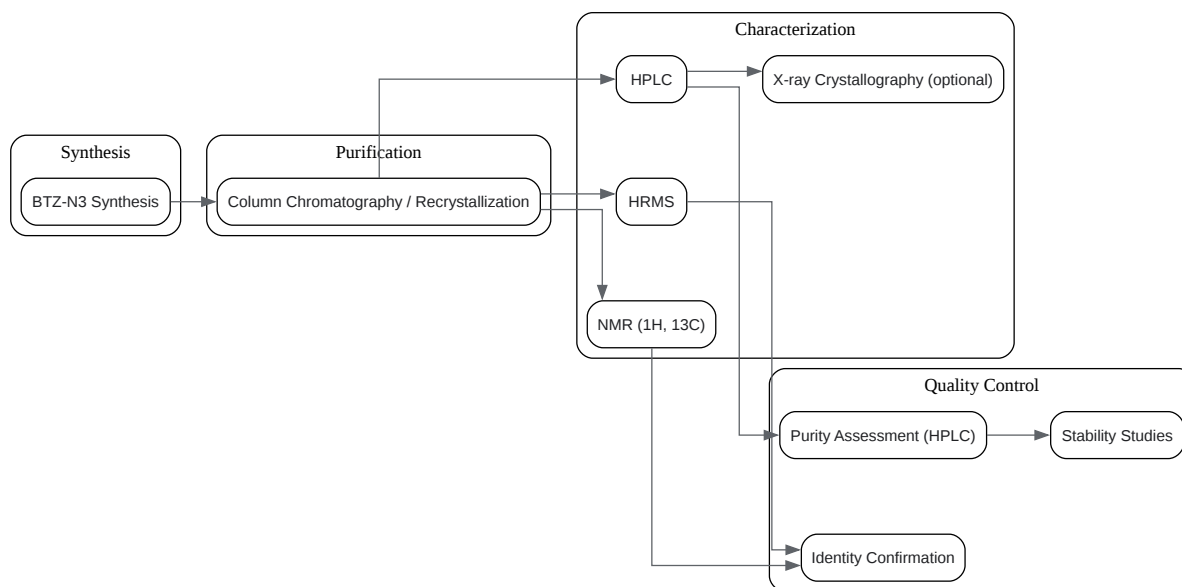 Synthesis
BTZ-N3 Synthesis
Purification
Column Chromatography / Recrystallization
Characterization
HPLC
X-ray Crystallography (optional)
HRMS
NMR (1H, 13C)
Quality Control
Purity Assessment (HPLC)
Stability Studies
Identity Confirmation